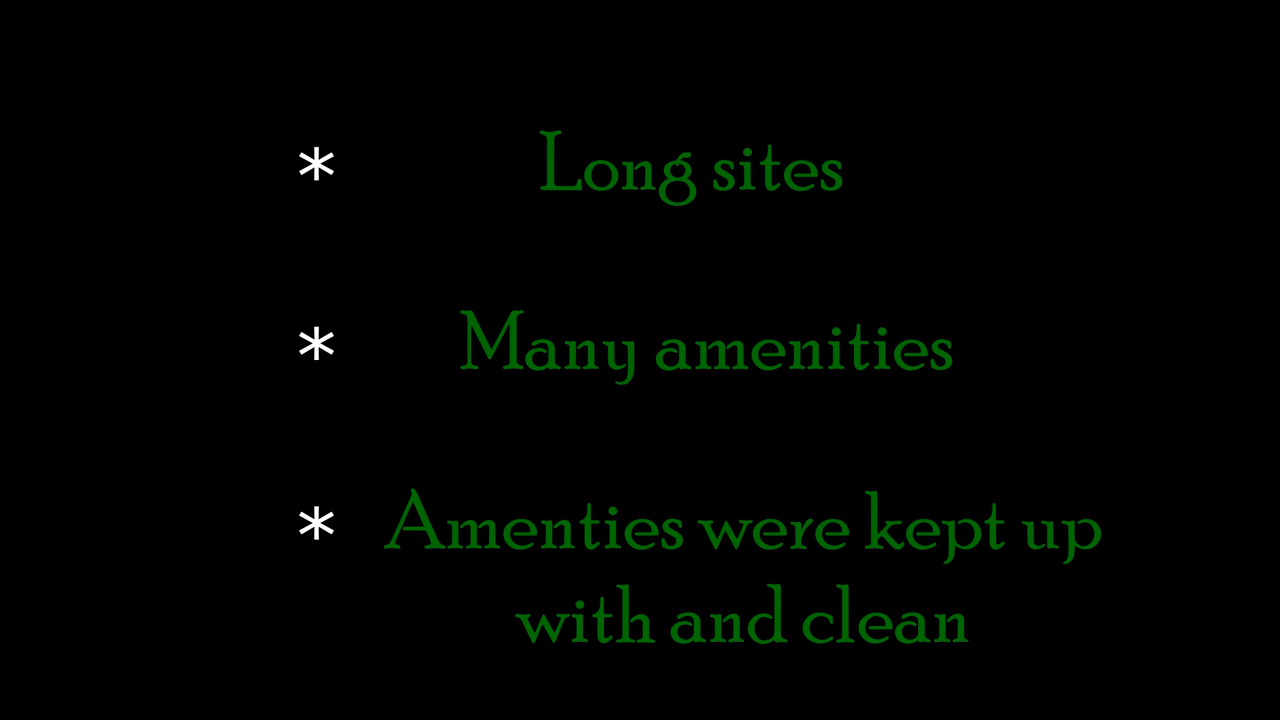 * Long sites
* Many amenities
* Amenties were kept up
with and clean